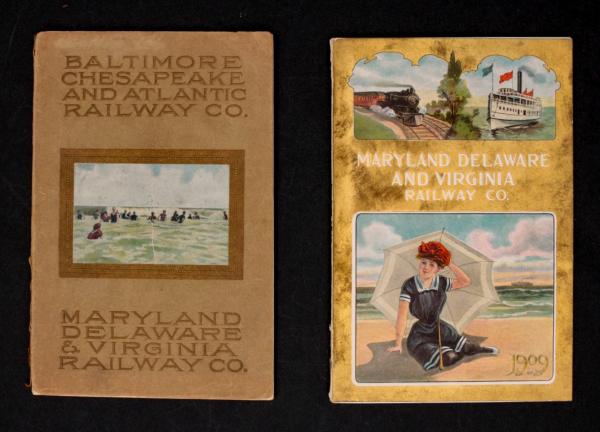 BALTIMORE
CHESAPEAKE
AND ATLANTIC
RAILWAY CO.
MARYLAND
DELAWARE
& VIRGINIA
RAILWAY CO.
MARYLAND DELAWARE
AND VIRGINIA
RAILWAY CO.
1909